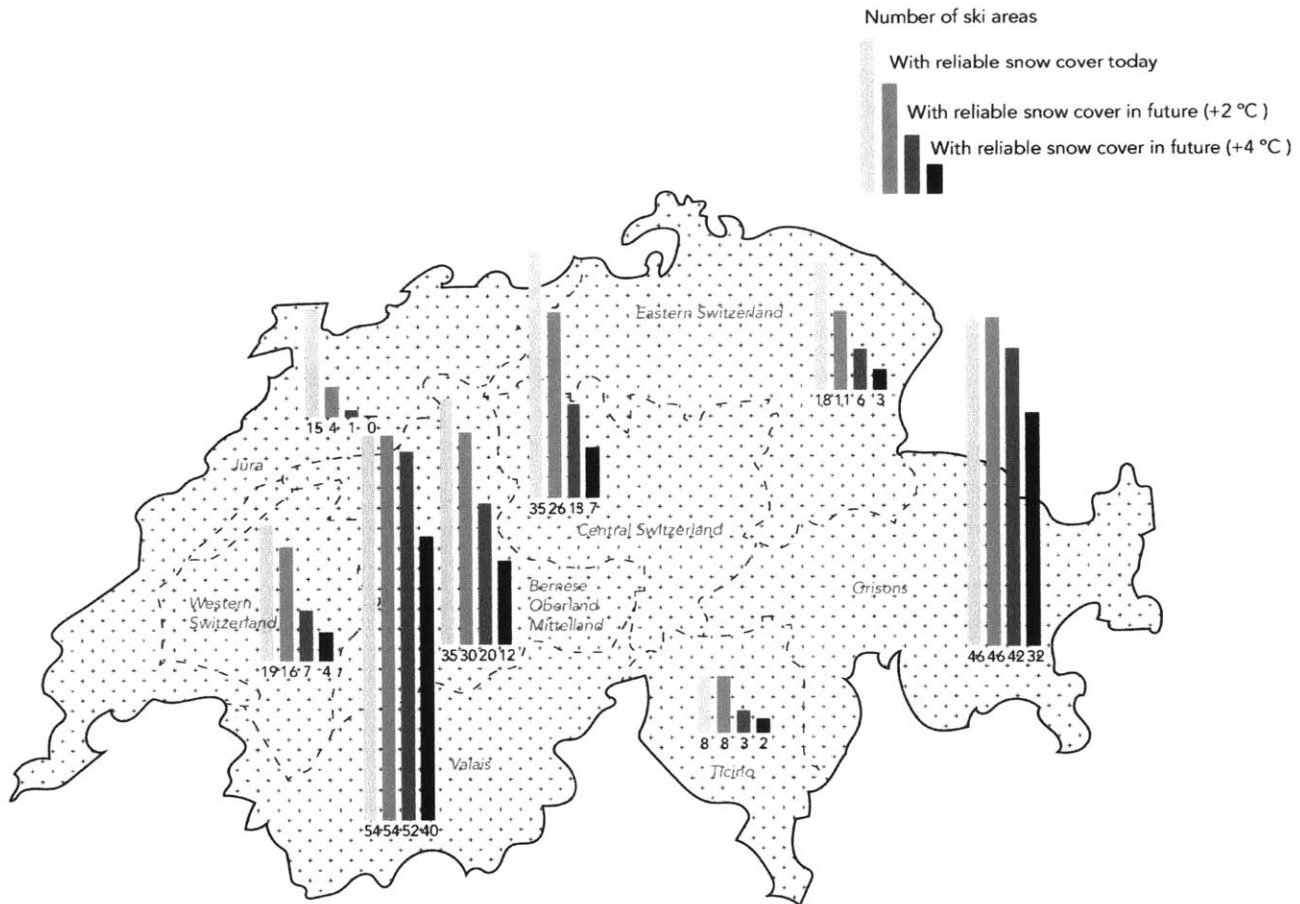 Number of ski areas
With reliable snow cover today
With reliable snow cover in future (+2 °C )
With reliable snow cover in future (+4 °C )
Eastern Switzerland
18 11 6 3
15 4 1 0
Jura
35 26 13 7
Central Switzerland
Western
Switzerland
19 16 7 4
Bernese
Oberland
Mittelland
35 30 20 12
Grisons
46 46 42 32
8 8 3 2
Ticino
Valais
54 54 52 40